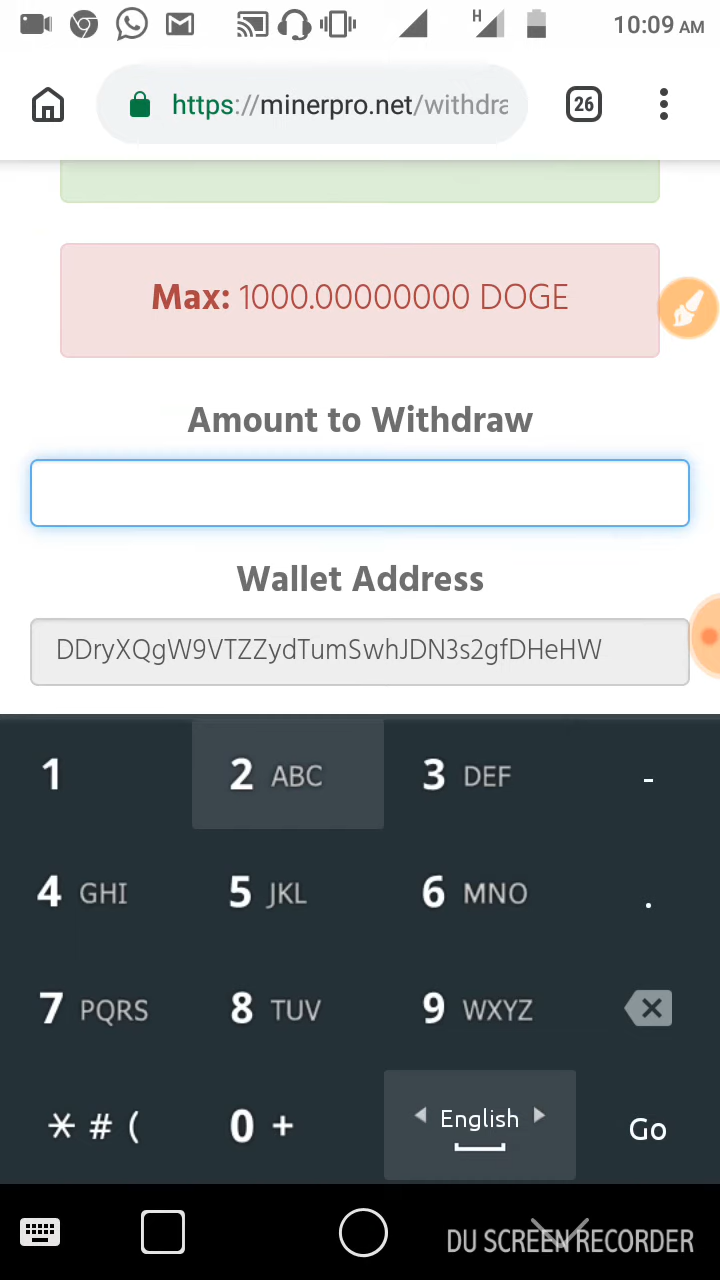 H 10:09 AM
https://minerpro.net/withdra
26
Max: 1000.00000000 DOGE
Amount to Withdraw
Wallet Address
DDryXQgW9VTZZydTumSwhJDN3s2gfDHeHW
1 2 ABC 3 DEF -
4 GHI 5 JKL 6 MNO .
7 PQRS 8 TUV 9 WXYZ
* # ( 0 + English Go
DU SCREEN RECORDER